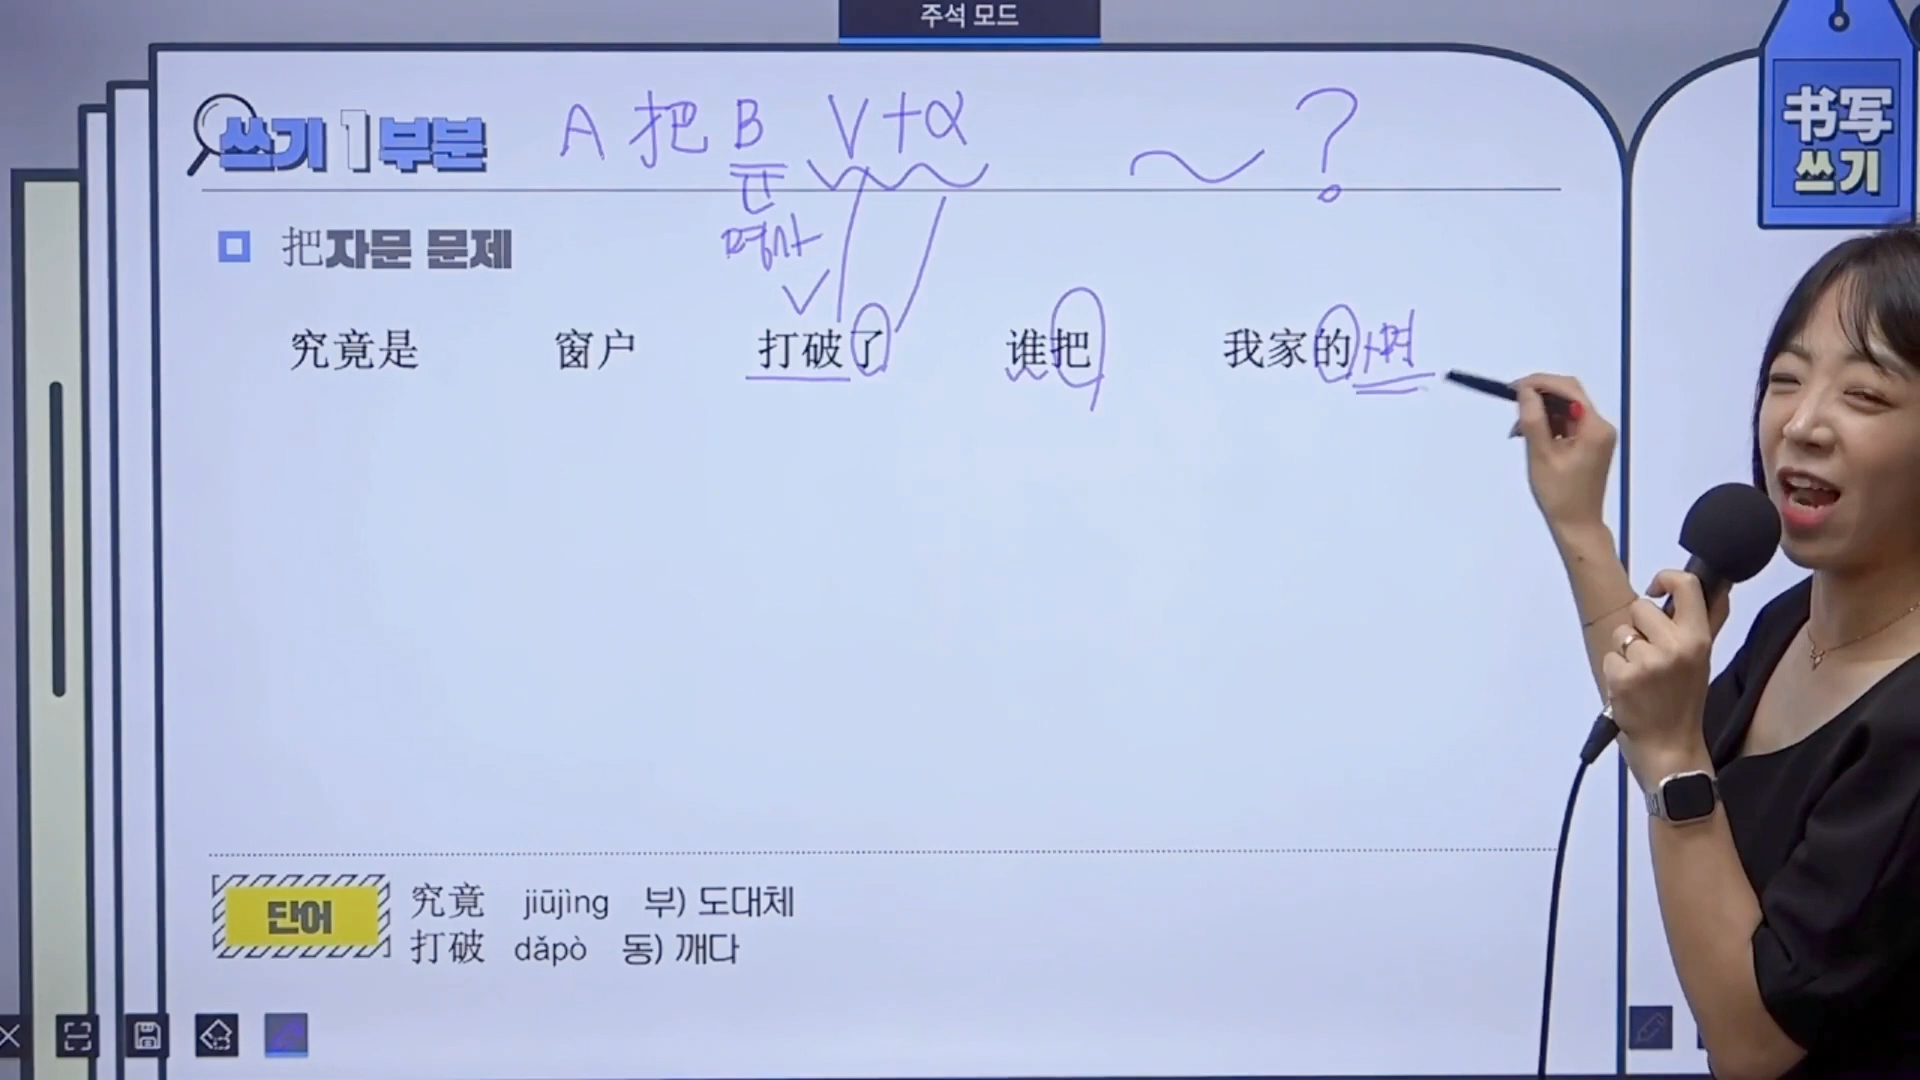 주석 모드
쓰기 1 부분 A 把 B V+α ~ ?
명사
把자문 문제
究竟是 窗户 打破了 谁把 我家的
단어
究竟 jiūjìng 부) 도대체
打破 dǎpò 동) 깨다
书写
쓰기